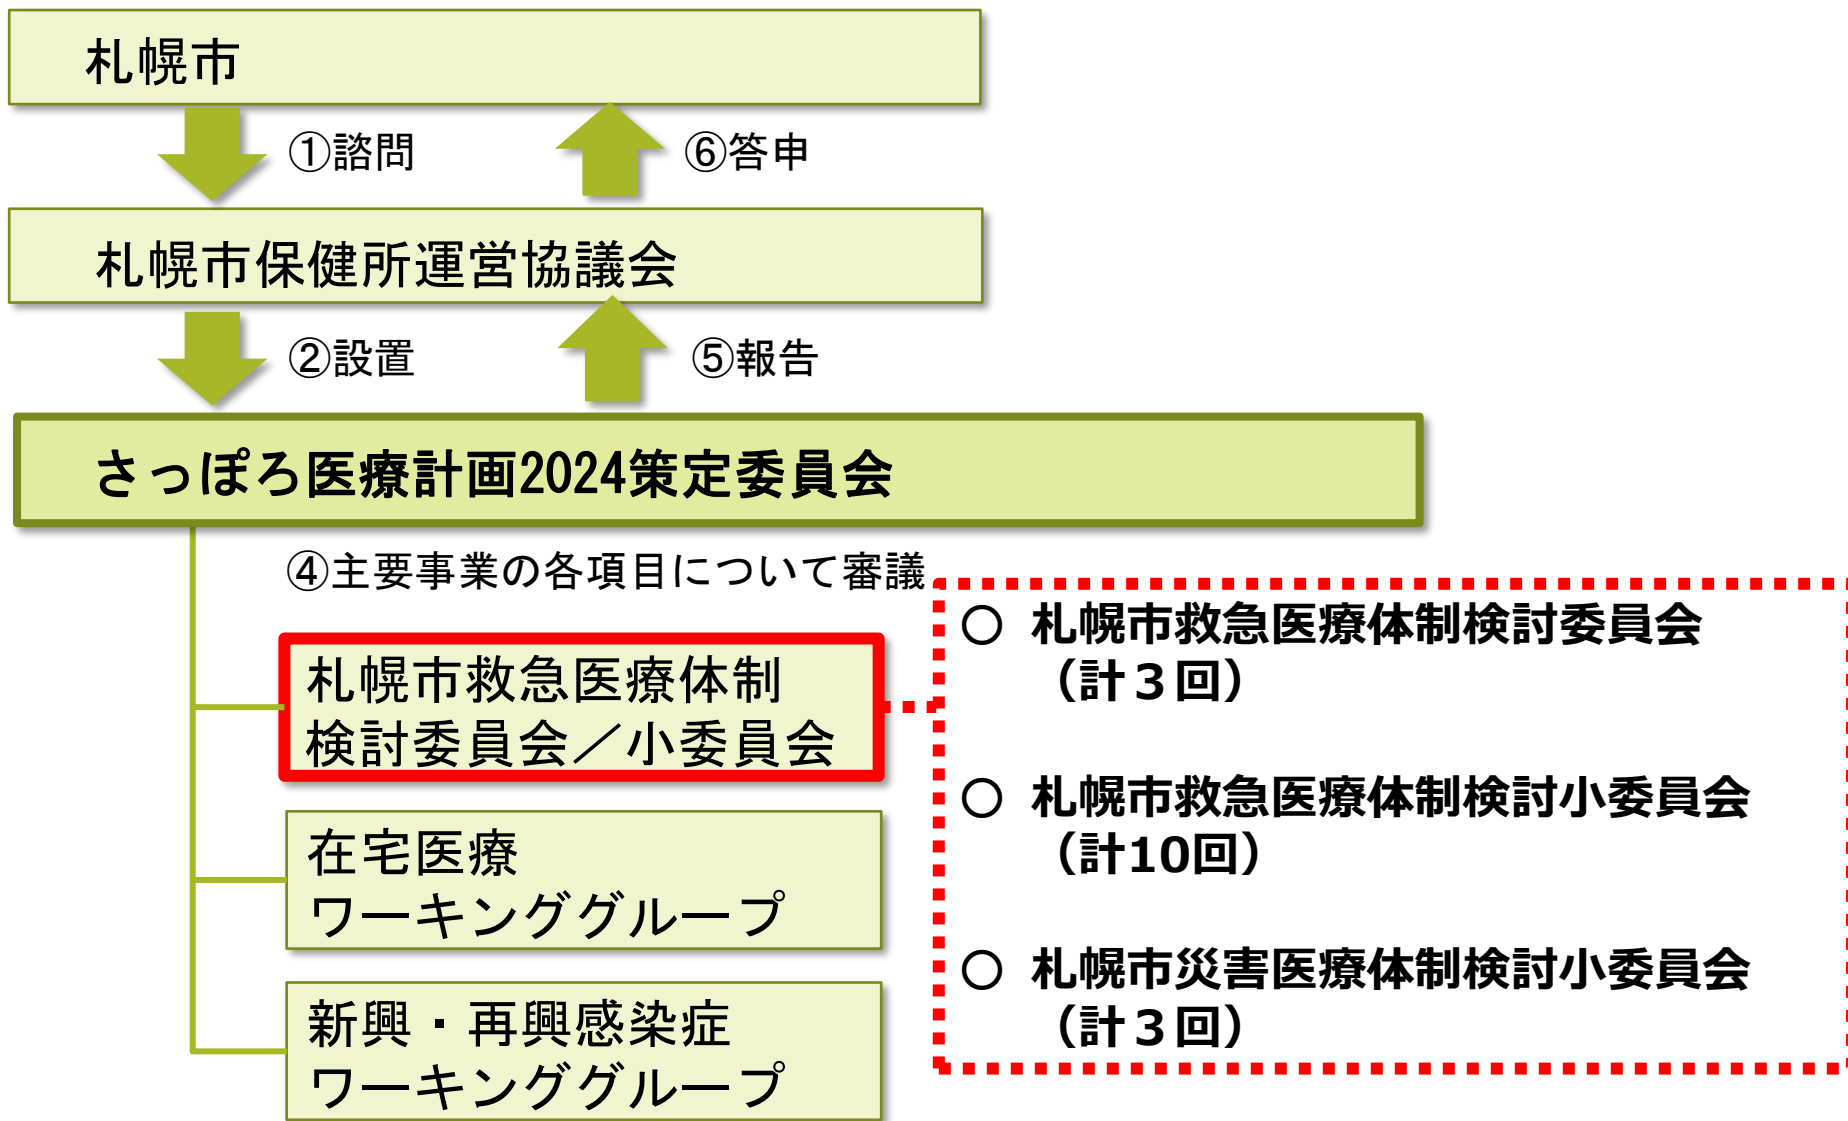 札幌市
①諮問
⑥答申
札幌市保健所運営協議会
②設置
⑤報告
さっぽろ医療計画2024策定委員会
④主要事業の各項目について審議
札幌市救急医療体制
検討委員会／小委員会
在宅医療
ワーキンググループ
新興・再興感染症
ワーキンググループ
○ 札幌市救急医療体制検討委員会
（計３回）
○ 札幌市救急医療体制検討小委員会
（計10回）
○ 札幌市災害医療体制検討小委員会
（計３回）